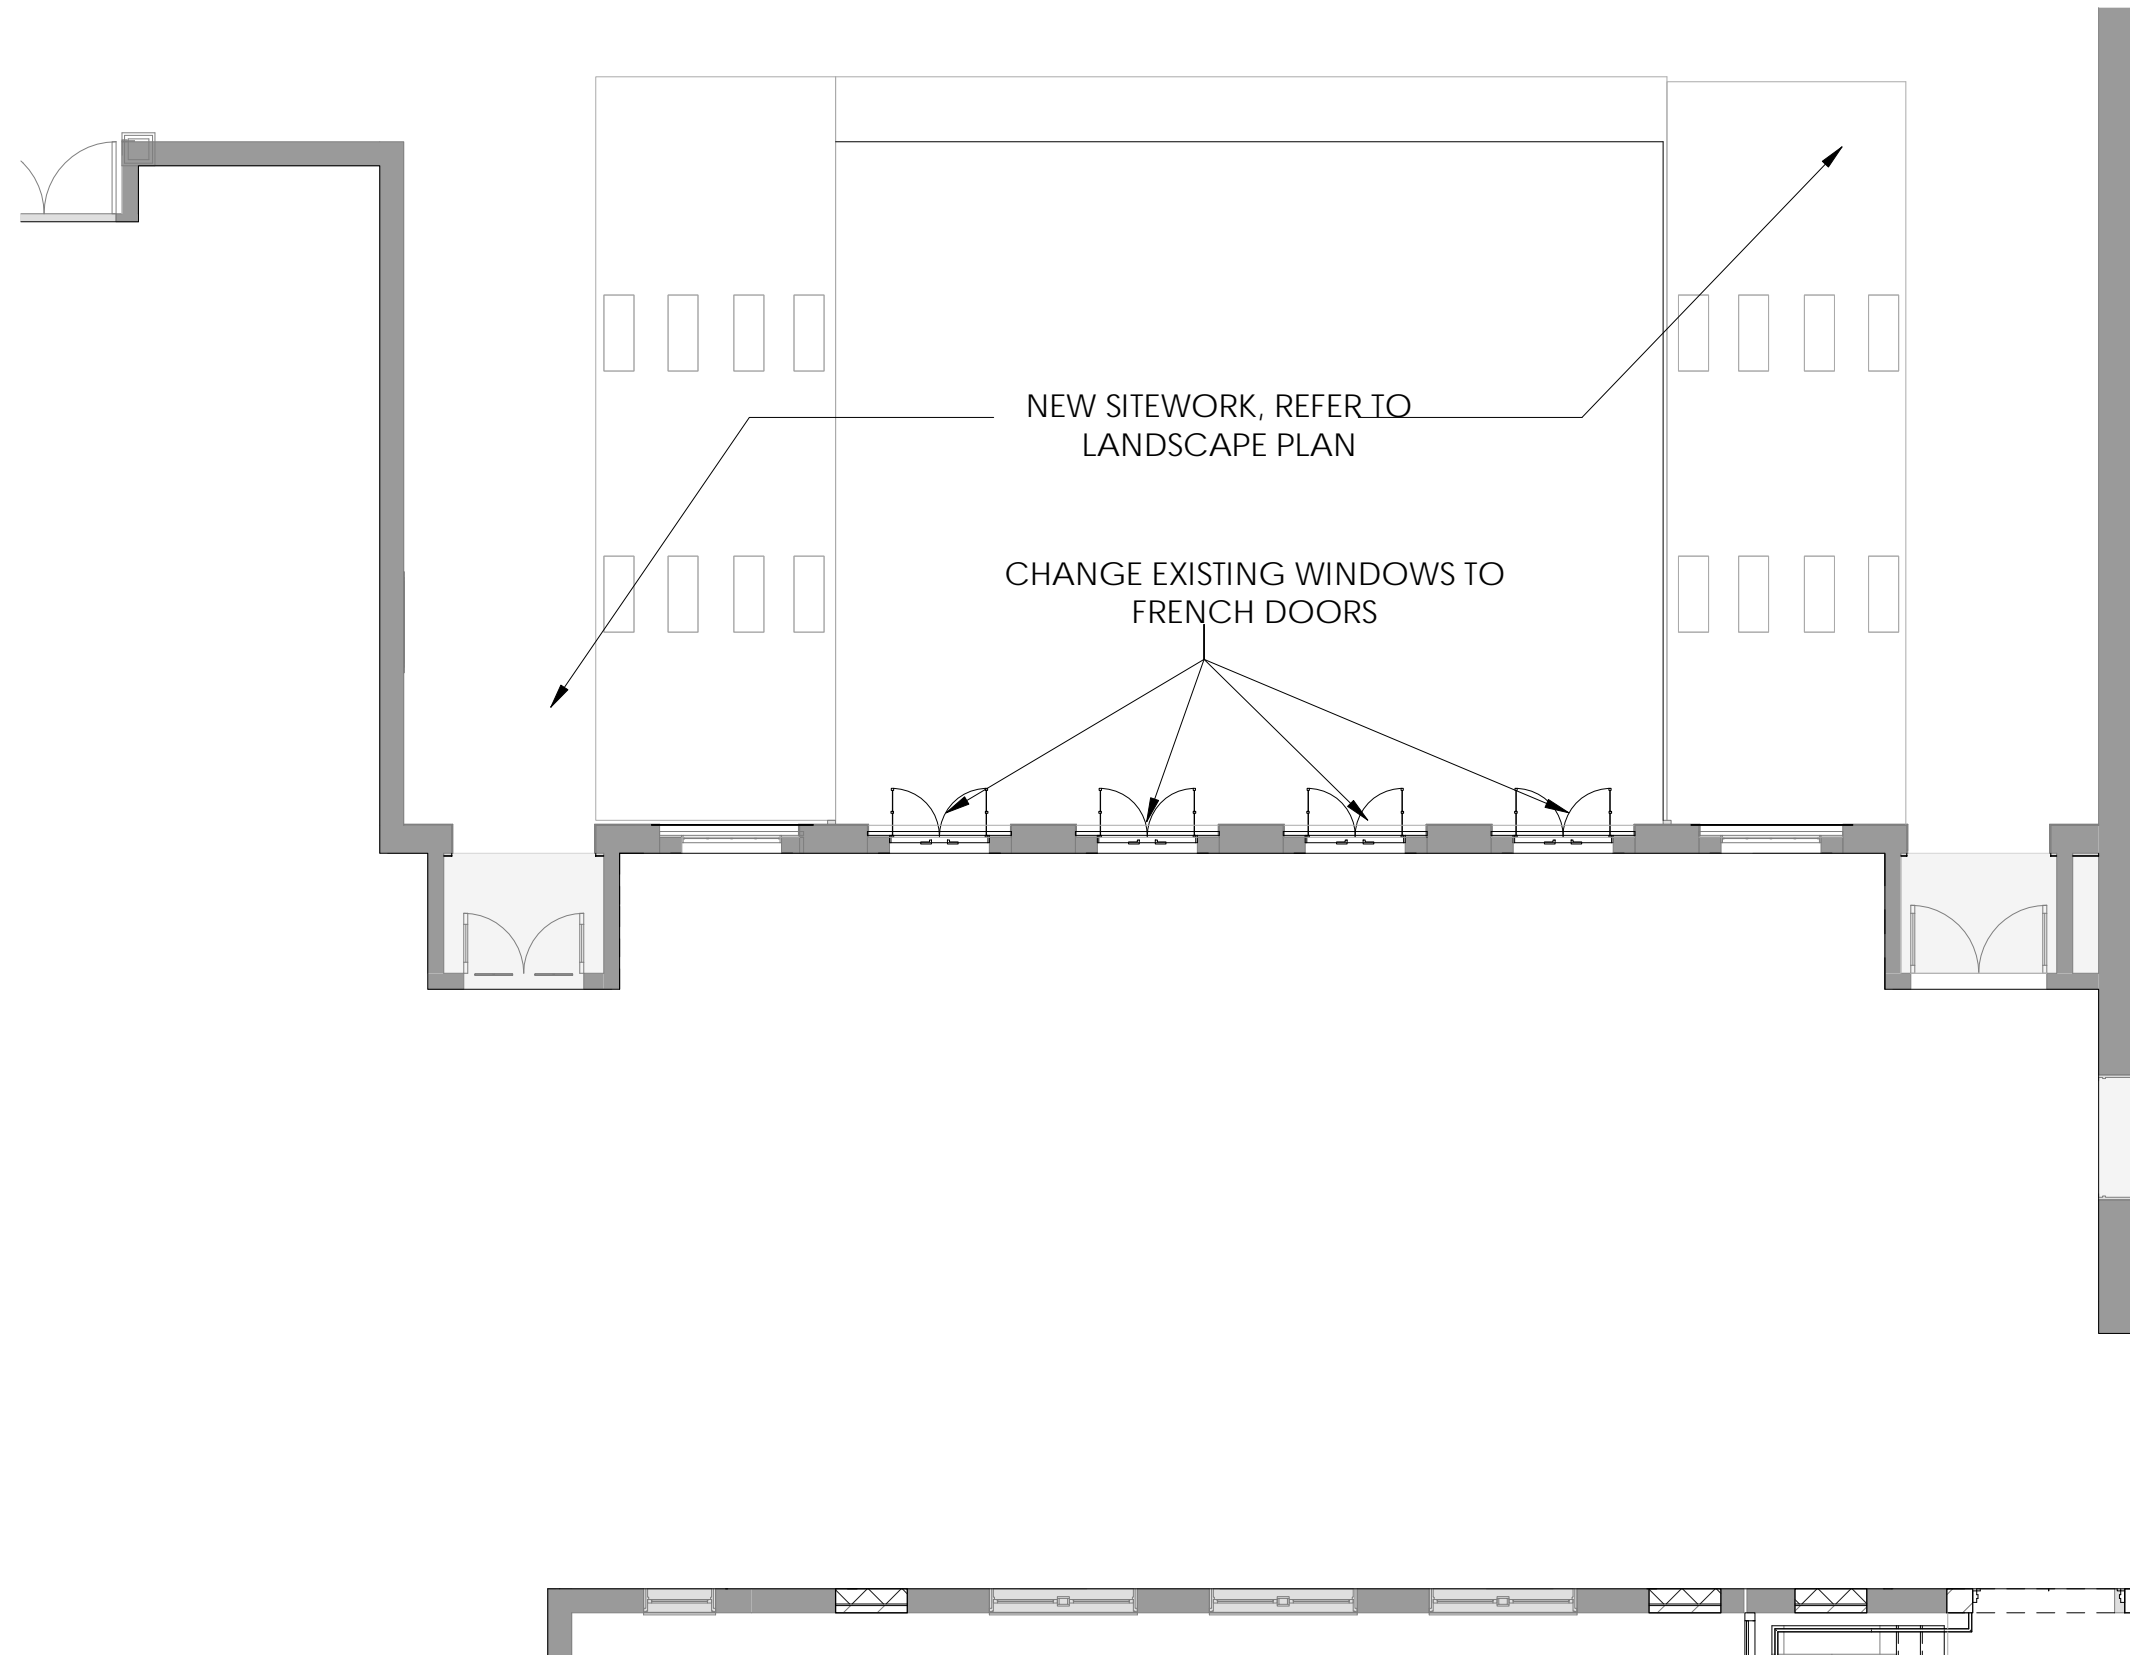 NEW SITEWORK, REFER TO
LANDSCAPE PLAN
CHANGE EXISTING WINDOWS TO
FRENCH DOORS